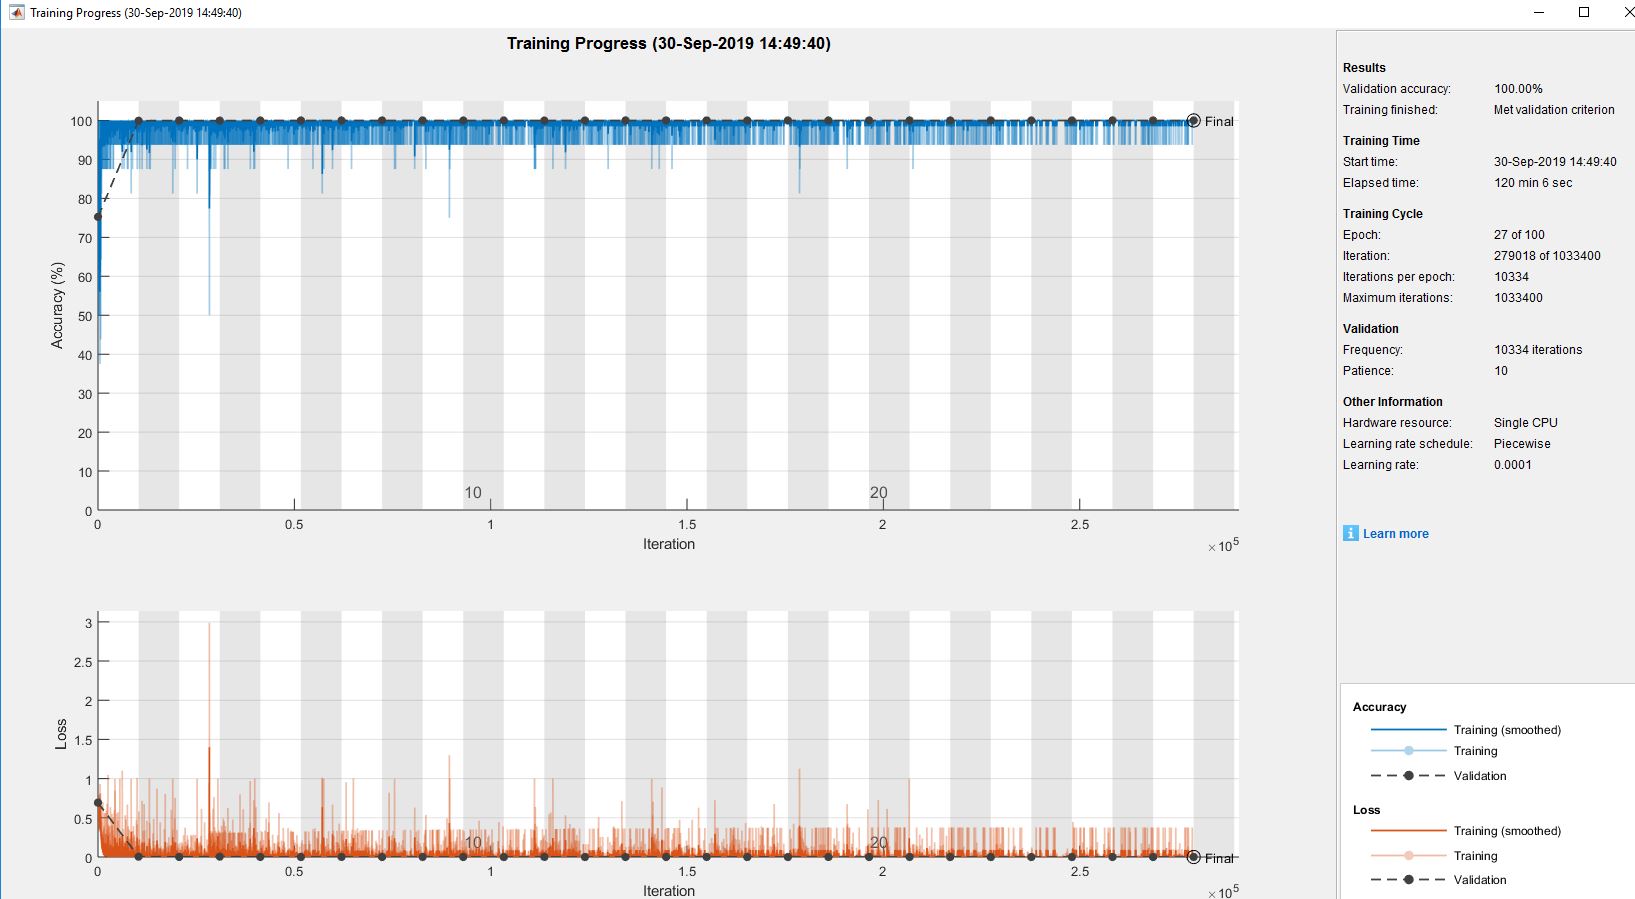 Training Progress (30-Sep-2019 14:49:40)
Training Progress (30-Sep-2019 14:49:40)
100
90
80
70
60
50
40
30
20
10
0
Accuracy (%)
Final
10
20
0 0.5 1 1.5 2 2.5
Iteration
×10⁵
3
2.5
2
1.5
1
0.5
0
Loss
10
20
Final
0 0.5 1 1.5 2 2.5
Iteration
×10⁵
Results
Validation accuracy: 100.00%
Training finished: Met validation criterion
Training Time
Start time: 30-Sep-2019 14:49:40
Elapsed time: 120 min 6 sec
Training Cycle
Epoch: 27 of 100
Iteration: 279018 of 1033400
Iterations per epoch: 10334
Maximum iterations: 1033400
Validation
Frequency: 10334 iterations
Patience: 10
Other Information
Hardware resource: Single CPU
Learning rate schedule: Piecewise
Learning rate: 0.0001
i Learn more
Accuracy
Training (smoothed)
Training
Validation
Loss
Training (smoothed)
Training
Validation